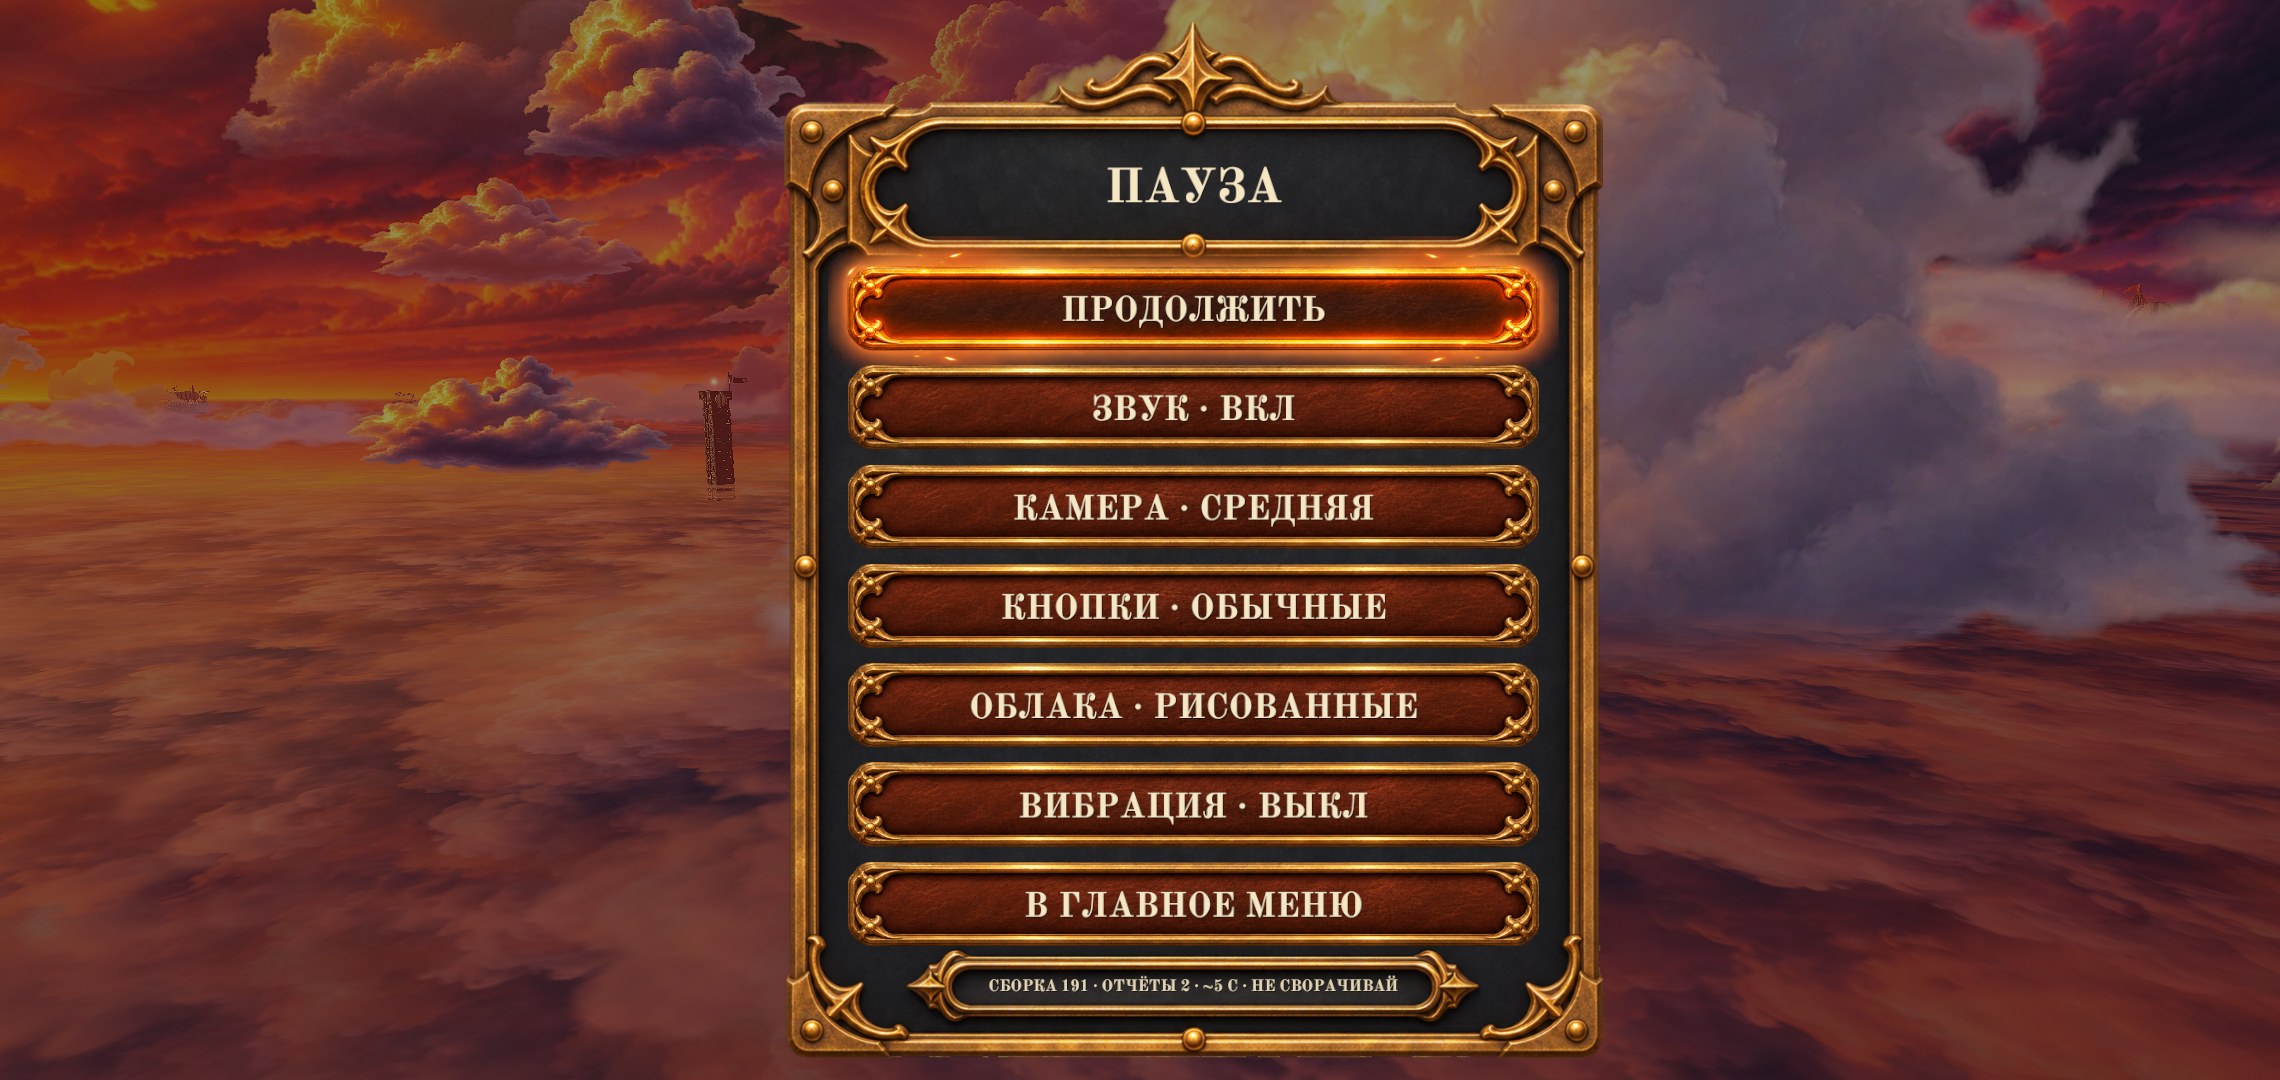 ПАУЗА
ПРОДОЛЖИТЬ
ЗВУК · ВКЛ
КАМЕРА · СРЕДНЯЯ
КНОПКИ · ОБЫЧНЫЕ
ОБЛАКА · РИСОВАННЫЕ
ВИБРАЦИЯ · ВЫКЛ
В ГЛАВНОЕ МЕНЮ
СБОРКА 191 · ОТЧЁТЫ 2 · ~5 С · НЕ СВОРАЧИВАЙ